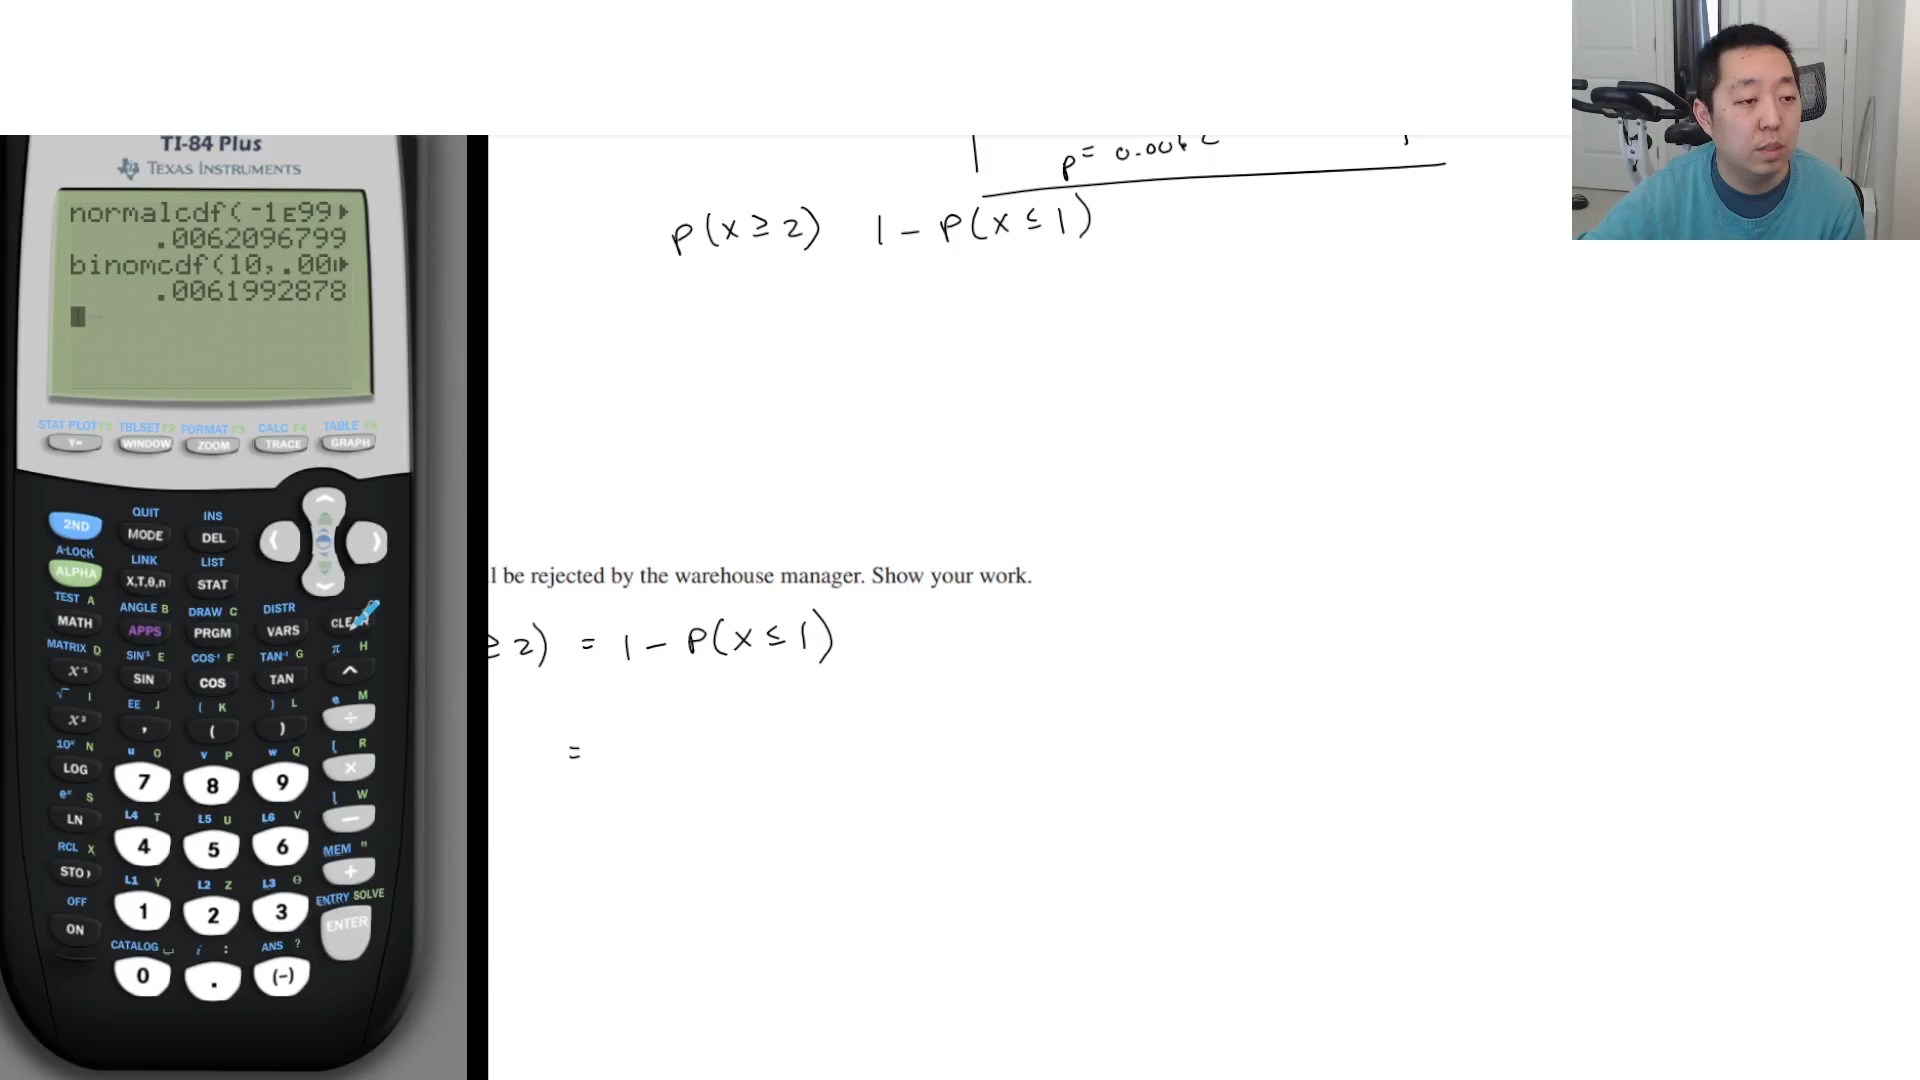 TI-84 Plus
TEXAS INSTRUMENTS
normalcdf(-1E99
.0062096799
binomcdf(10,.00
.0061992878
STAT PLOT F1 TBLSET F2 FORMAT F3 CALC F4 TABLE F5
Y= WINDOW ZOOM TRACE GRAPH
QUIT INS
2ND MODE DEL
A-LOCK LINK LIST
ALPHA X,T,θ,n STAT
TEST A ANGLE B DRAW C DISTR
MATH APPS PRGM VARS CLEAR
MATRIX D SIN⁻¹ E COS⁻¹ F TAN⁻¹ G π H
X⁻¹ SIN COS TAN ^
√ I EE J { K } L e M
X² , ( ) ÷
10ˣ N u O v P w Q [ R
LOG 7 8 9 ×
eˣ S L4 T L5 U L6 V ] W
LN 4 5 6 −
RCL X L1 Y L2 Z L3 θ MEM "
STO› 1 2 3 +
OFF ENTRY SOLVE
ON ENTER
CATALOG i : ANS ?
0 . (−)
p =
p(x ≥ 2) 1 − p(x ≤ 1)
l be rejected by the warehouse manager. Show your work.
≥ 2) = 1 − p(x ≤ 1)
=